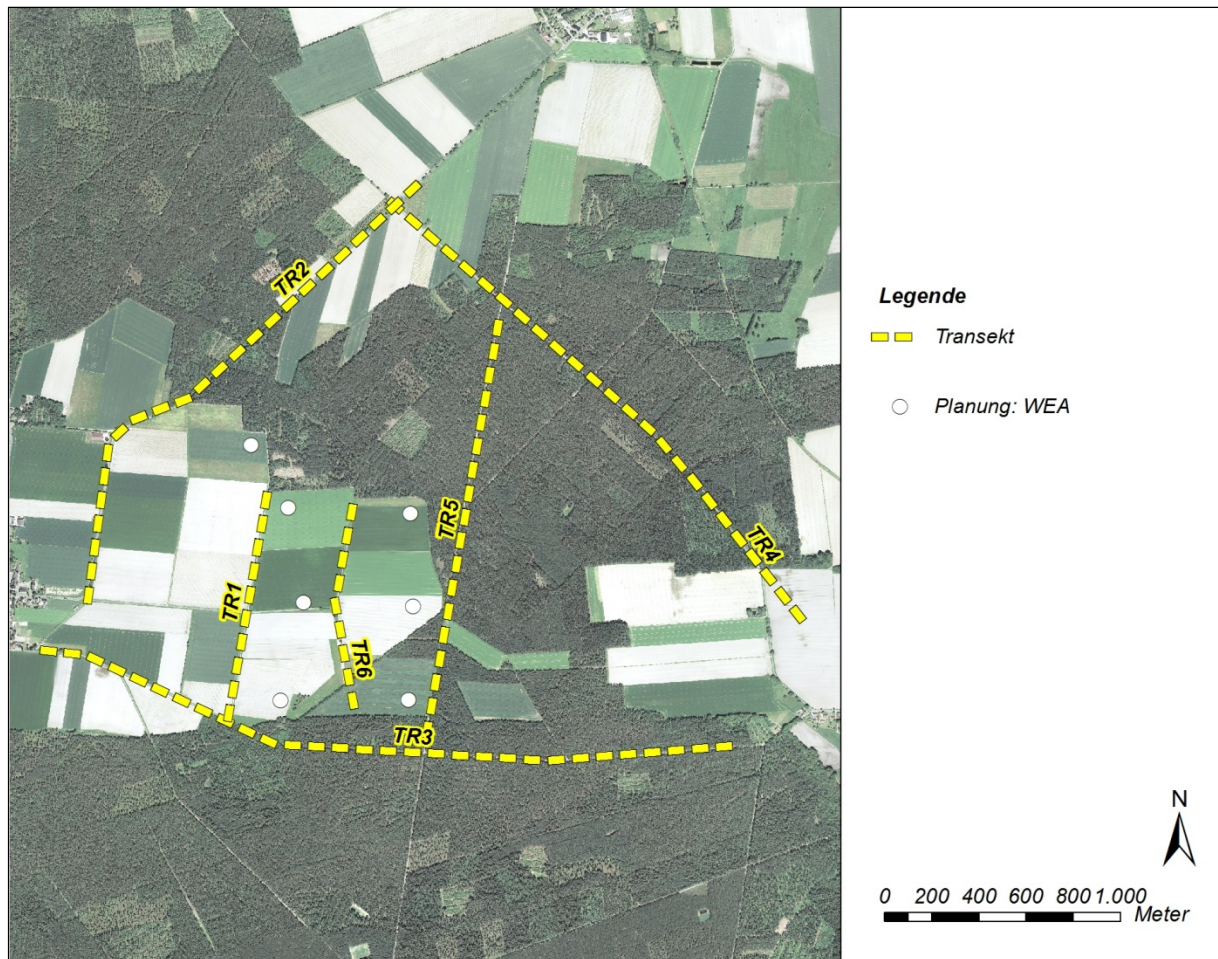 TR2
TR5
TR4
TR1
TR6
TR3
Legende
Transekt
Planung: WEA
N
0 200 400 600 800 1.000
Meter